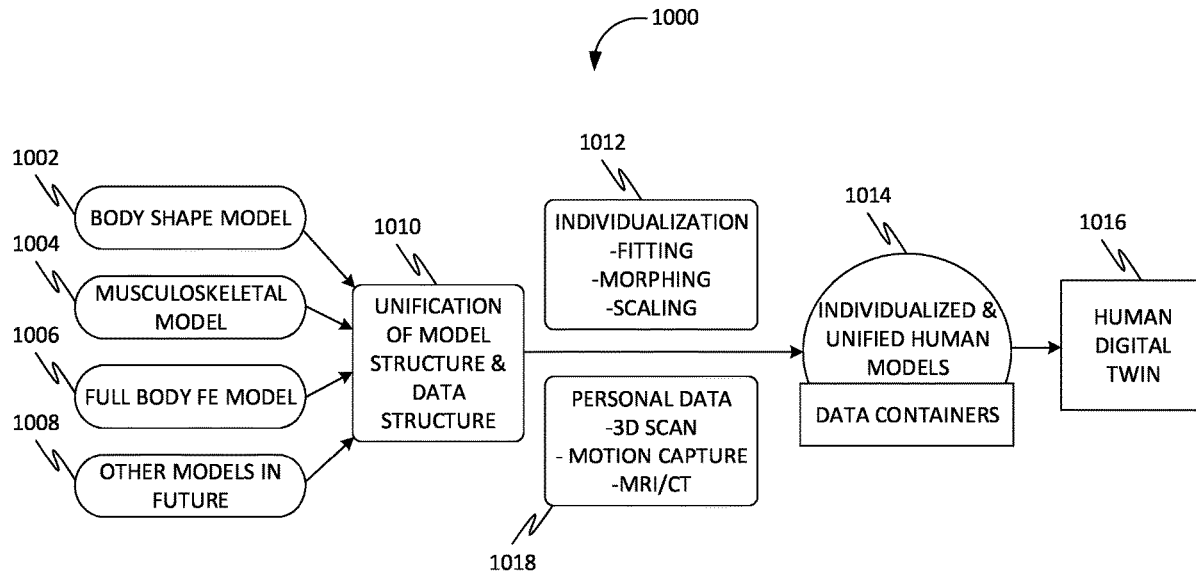 1000
1002
BODY SHAPE MODEL
1004
MUSCULOSKELETAL
MODEL
1006
FULL BODY FE MODEL
1008
OTHER MODELS IN
FUTURE
1010
UNIFICATION
OF MODEL
STRUCTURE &
DATA
STRUCTURE
1012
INDIVIDUALIZATION
-FITTING
-MORPHING
-SCALING
PERSONAL DATA
-3D SCAN
- MOTION CAPTURE
-MRI/CT
1018
1014
INDIVIDUALIZED &
UNIFIED HUMAN
MODELS
DATA CONTAINERS
1016
HUMAN
DIGITAL
TWIN